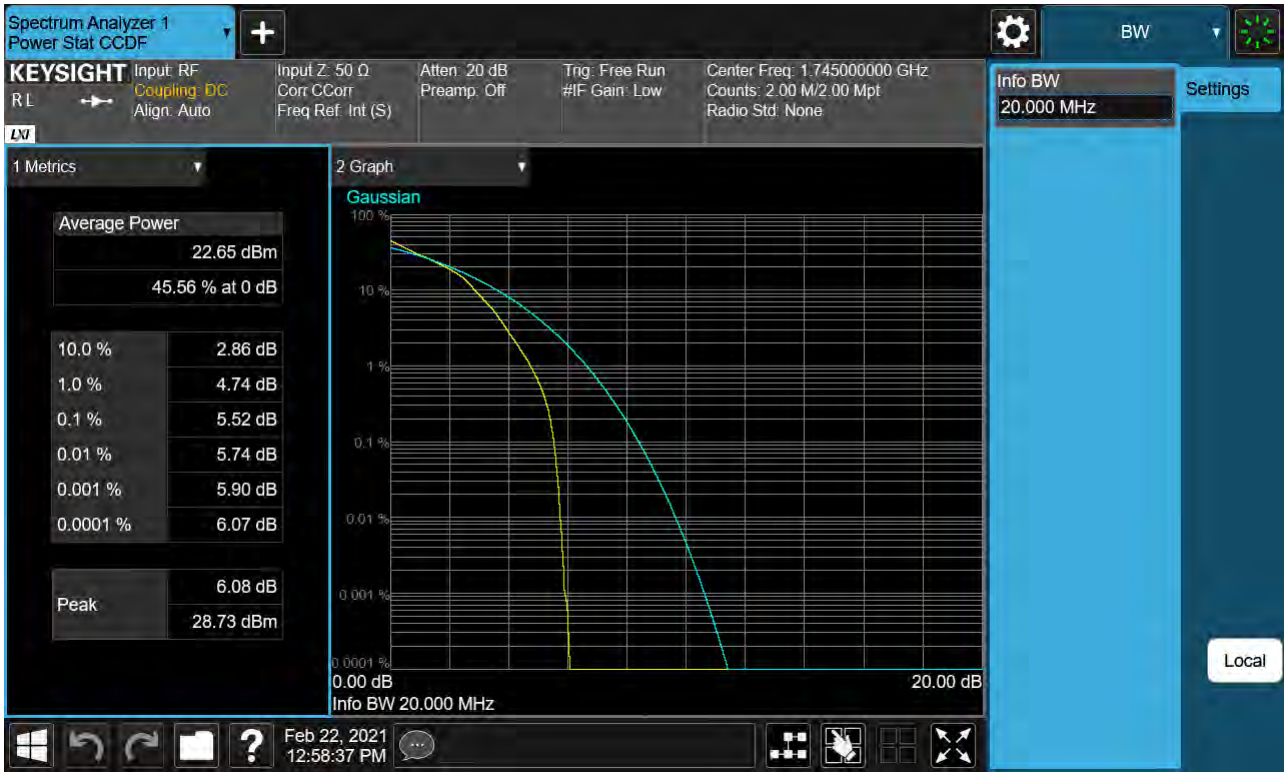 Spectrum Analyzer 1
Power Stat CCDF
BW
KEYSIGHT
RL
LXI
Input: RF
Coupling: DC
Align: Auto
Input Z: 50 Ω
Corr CCorr
Freq Ref: Int (S)
Atten: 20 dB
Preamp: Off
Trig: Free Run
#IF Gain: Low
Center Freq: 1.745000000 GHz
Counts: 2.00 M/2.00 Mpt
Radio Std: None
Info BW
20.000 MHz
Settings
1 Metrics
Average Power
22.65 dBm
45.56 % at 0 dB
10.0 % 2.86 dB
1.0 % 4.74 dB
0.1 % 5.52 dB
0.01 % 5.74 dB
0.001 % 5.90 dB
0.0001 % 6.07 dB
Peak
6.08 dB
28.73 dBm
2 Graph
Gaussian
100 %
10 %
1 %
0.1 %
0.01 %
0.001 %
0.0001 %
0.00 dB 20.00 dB
Info BW 20.000 MHz
Local
?
Feb 22, 2021
12:58:37 PM